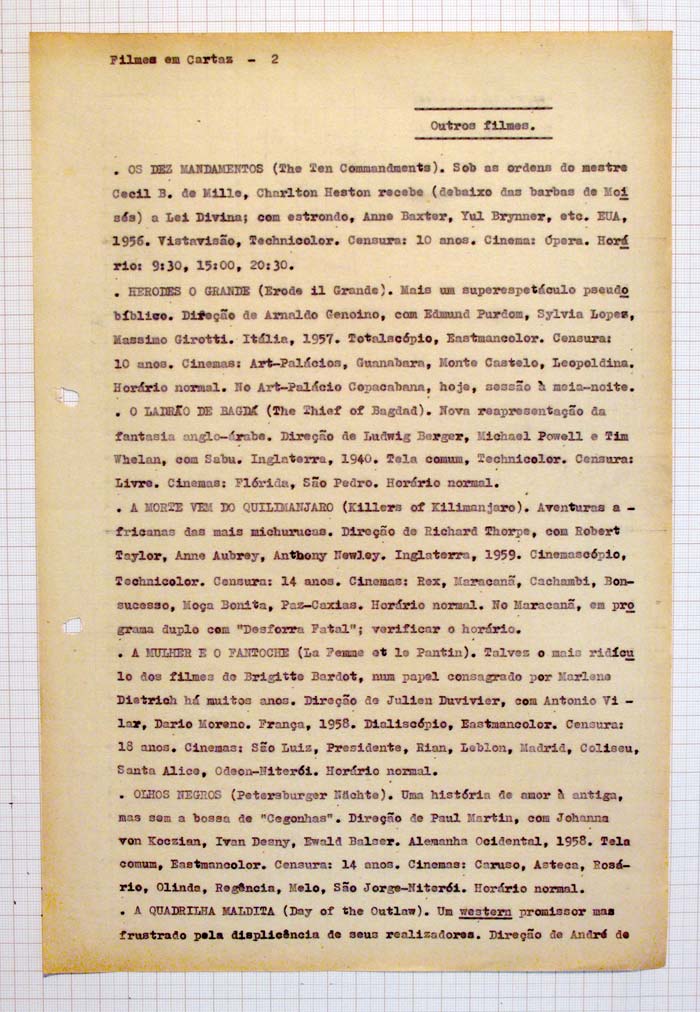 Filmes em Cartaz - 2
Outros filmes.
. OS DEZ MANDAMENTOS (The Ten Commandments). Sob as ordens do mestre
Cecil B. de Mille, Charlton Heston recebe (debaixo das barbas de Moi
sés) a Lei Divina; com estrondo, Anne Baxter, Yul Brynner, etc. EUA,
1956. Vistavisão, Technicolor. Censura: 10 anos. Cinema: Ópera. Horá
rio: 9:30, 15:00, 20:30.
. HERODES O GRANDE (Erode il Grande). Mais um superespetáculo pseudo
bíblico. Direção de Arnaldo Genoino, com Edmund Purdom, Sylvia Lopez,
Massimo Girotti. Itália, 1957. Totalscópio, Eastmancolor. Censura:
10 anos. Cinemas: Art-Palácios, Guanabara, Monte Castelo, Leopoldina.
Horário normal. No Art-Palácio Copacabana, hoje, sessão à meia-noite.
. O LADRÃO DE BAGDÁ (The Thief of Bagdad). Nova reapresentação da
fantasia anglo-árabe. Direção de Ludwig Berger, Michael Powell e Tim
Whelan, com Sabu. Inglaterra, 1940. Tela comum, Technicolor. Censura:
Livre. Cinemas: Flórida, São Pedro. Horário normal.
. A MORTE VEM DO QUILIMANJARO (Killers of Kilimanjaro). Aventuras a -
fricanas das mais michurucas. Direção de Richard Thorpe, com Robert
Taylor, Anne Aubrey, Anthony Newley. Inglaterra, 1959. Cinemascópio,
Technicolor. Censura: 14 anos. Cinemas: Rex, Maracanã, Cachambi, Bon-
sucesso, Moça Bonita, Paz-Caxias. Horário normal. No Maracanã, em pro
grama duplo com "Desforra Fatal"; verificar o horário.
. A MULHER E O FANTOCHE (La Femme et le Pantin). Talvez o mais ridícu
lo dos filmes de Brigitte Bardot, num papel consagrado por Marlene
Dietrich há muitos anos. Direção de Julien Duvivier, com Antonio Vi -
lar, Dario Moreno. França, 1958. Dialiscópio, Eastmancolor. Censura:
18 anos. Cinemas: São Luiz, Presidente, Rian, Leblon, Madrid, Coliseu,
Santa Alice, Odeon-Niterói. Horário normal.
. OLHOS NEGROS (Petersburger Nächte). Uma história de amor à antiga,
mas sem a bossa de "Cegonhas". Direção de Paul Martin, com Johanna
von Koczian, Ivan Desny, Ewald Balser. Alemanha Ocidental, 1958. Tela
comum, Eastmancolor. Censura: 14 anos. Cinemas: Caruso, Asteca, Rosá-
rio, Olinda, Regência, Melo, São Jorge-Niterói. Horário normal.
. A QUADRILHA MALDITA (Day of the Outlaw). Um western promissor mas
frustrado pela displicência de seus realizadores. Direção de André de